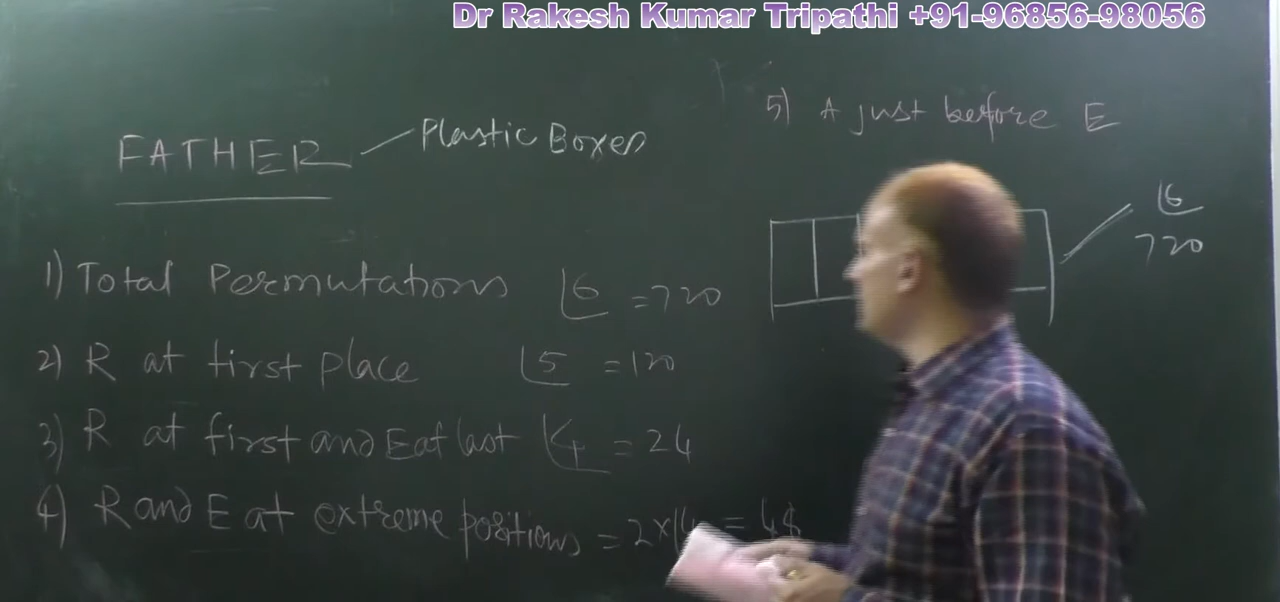 Dr Rakesh Kumar Tripathi +91-96856-98056
FATHER
Plastic Boxes
1) Total Permutations ⌊6 =720
2) R at first place ⌊5 =120
3) R at first and E at last ⌊4 = 24
4) R and E at extreme positions = 2×⌊4 = 48
5) A just before E
⌊6
720